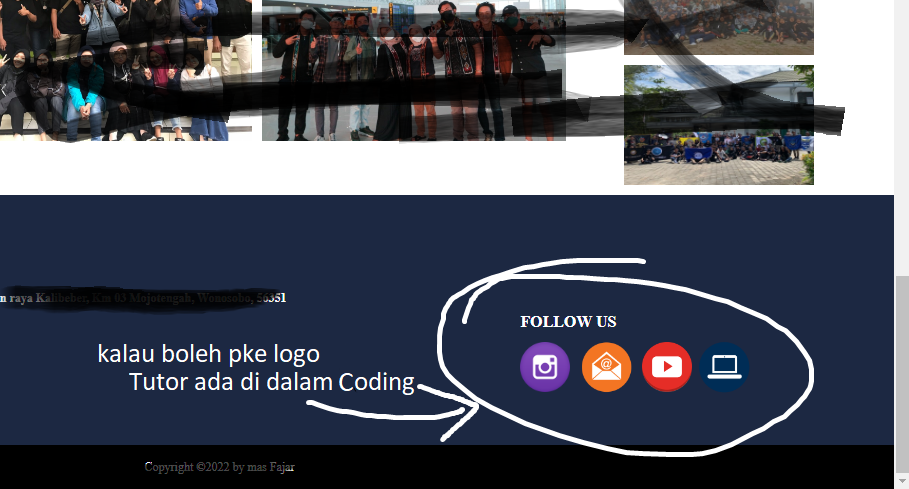 n raya Kalibeber, Km 03 Mojotengah, Wonosobo, 56351
FOLLOW US
kalau boleh pke logo
Tutor ada di dalam Coding
@
Copyright ©2022 by mas Fajar